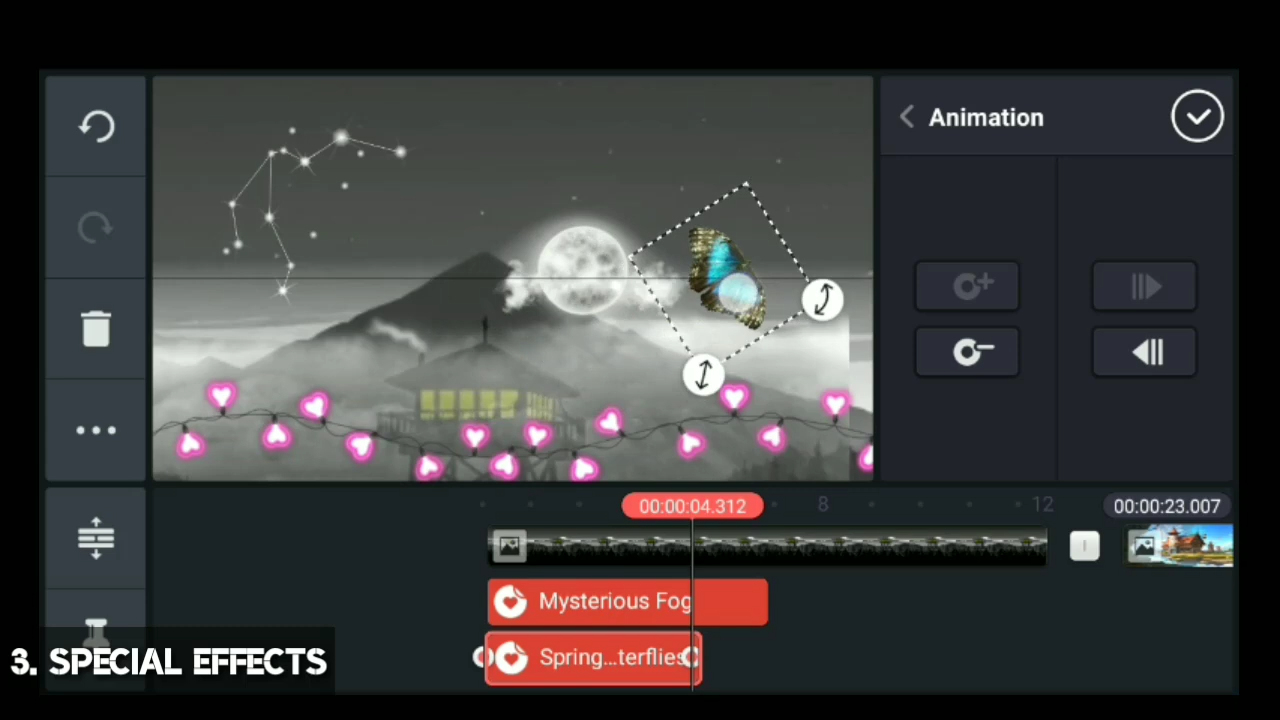 Animation
00:00:04.312
8
12
00:00:23.007
Mysterious Fog
Spring...terflies
3. SPECIAL EFFECTS